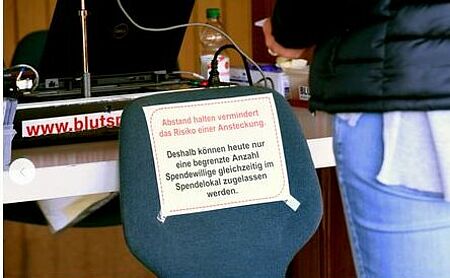 www.bluts
Abstand halten vermindert
das Risiko einer Ansteckung.
Deshalb können heute nur
eine begrenzte Anzahl
Spendewillige gleichzeitig im
Spendelokal zugelassen
werden.